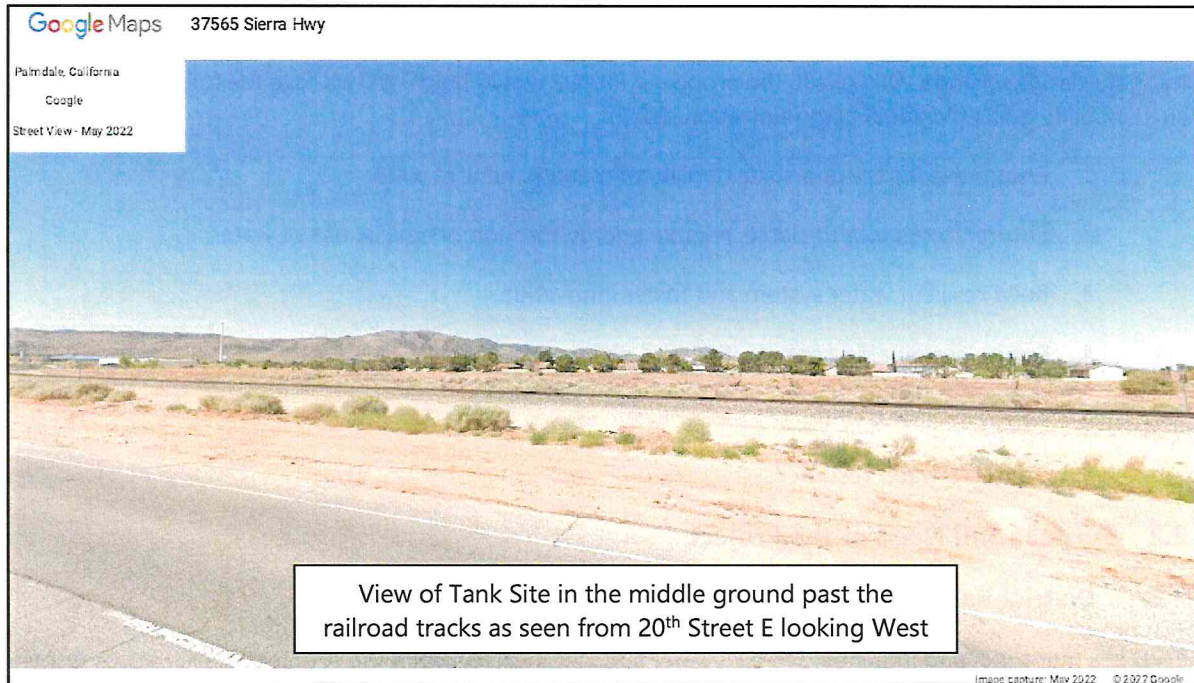 Google Maps 37565 Sierra Hwy
Palmdale, California
Google
Street View - May 2022
View of Tank Site in the middle ground past the
railroad tracks as seen from 20th Street E looking West
Image capture: May 2022 © 2022 Google